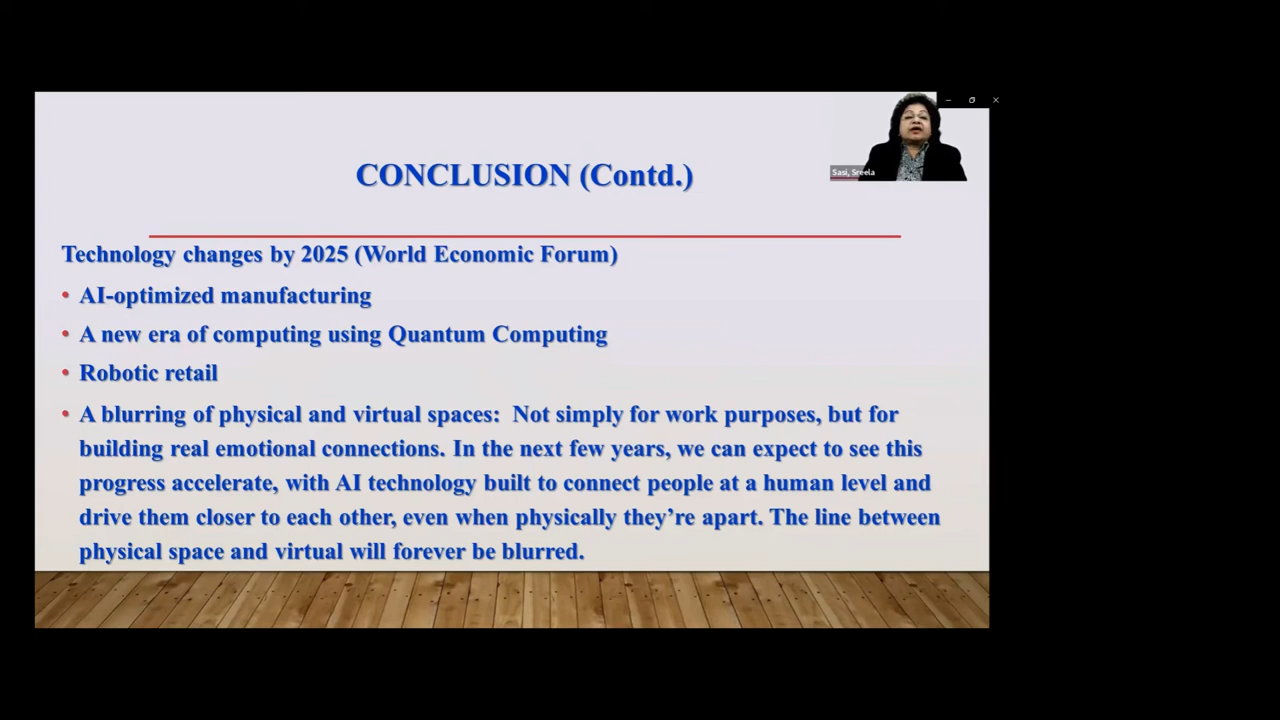 CONCLUSION (Contd.)
Sasi, Sreela
Technology changes by 2025 (World Economic Forum)
• AI-optimized manufacturing
• A new era of computing using Quantum Computing
• Robotic retail
• A blurring of physical and virtual spaces:  Not simply for work purposes, but for
building real emotional connections. In the next few years, we can expect to see this
progress accelerate, with AI technology built to connect people at a human level and
drive them closer to each other, even when physically they’re apart. The line between
physical space and virtual will forever be blurred.